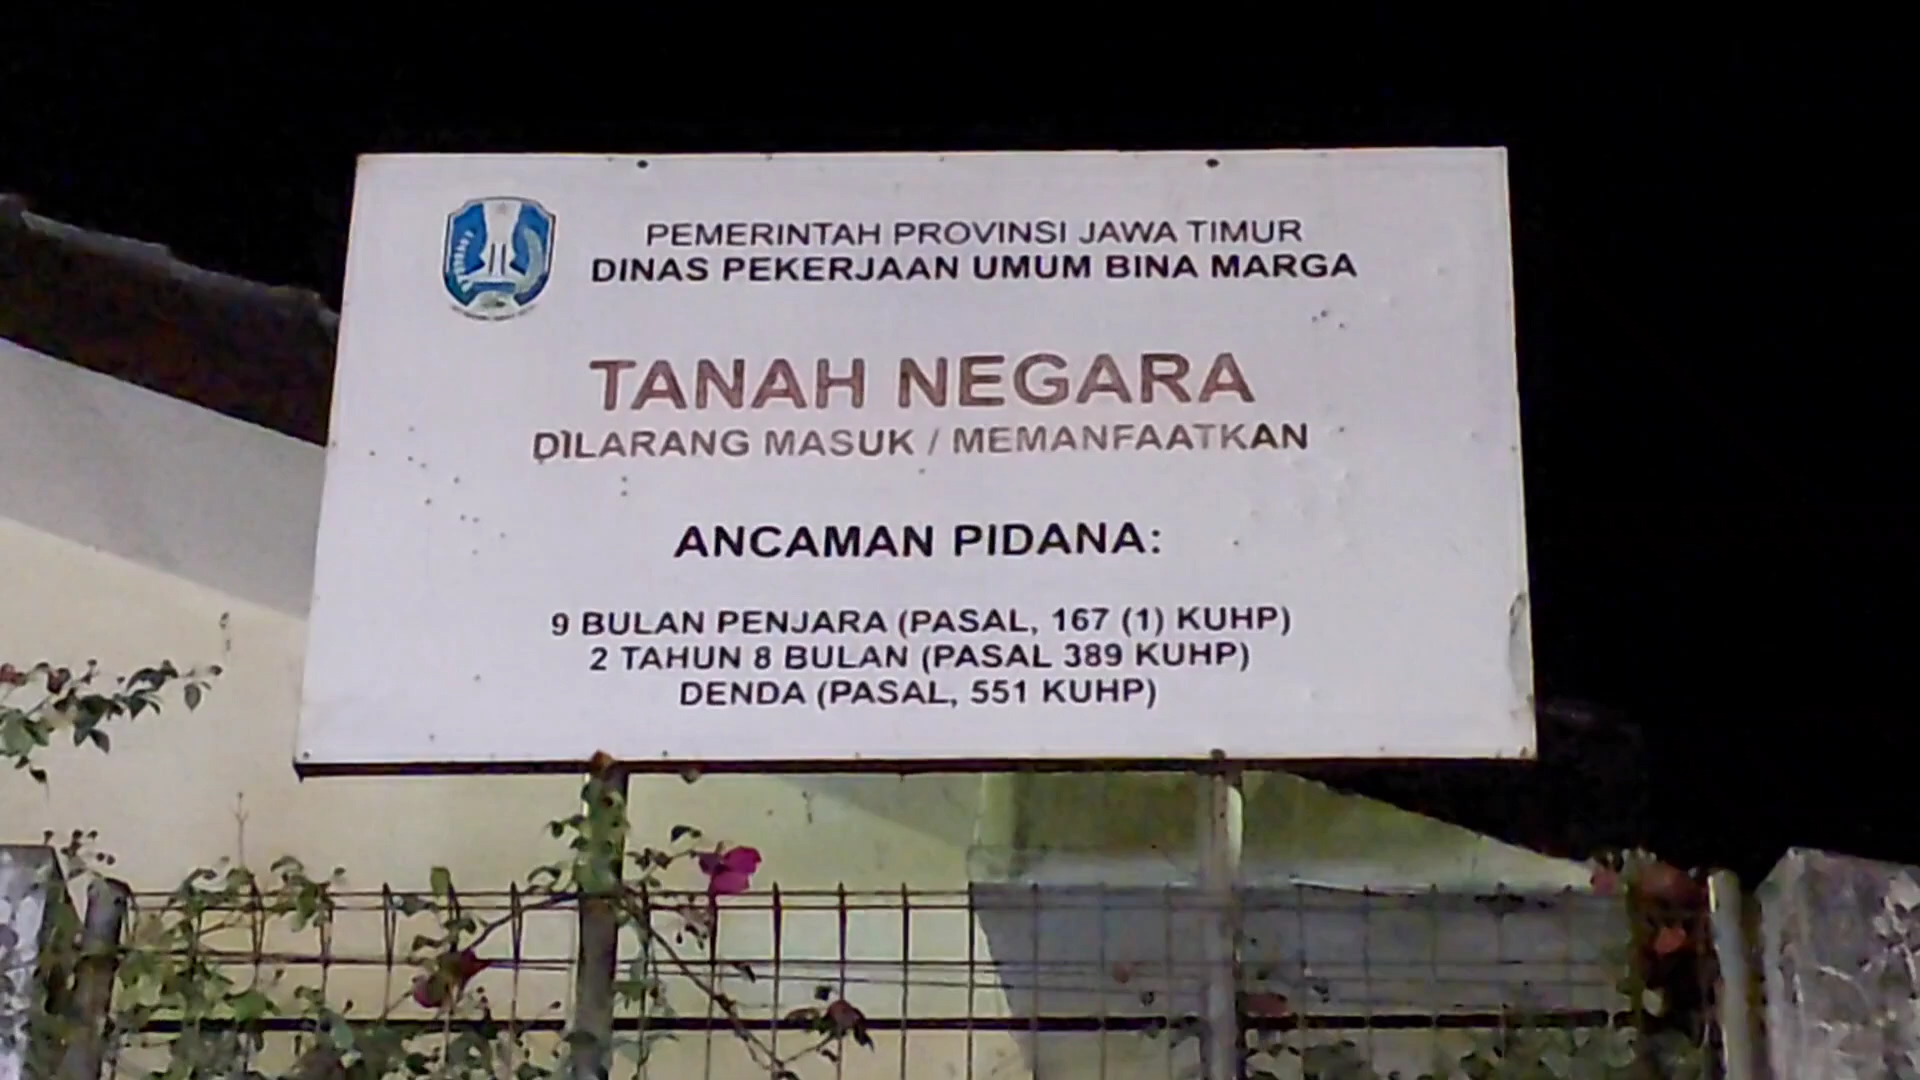 PEMERINTAH PROVINSI JAWA TIMUR
DINAS PEKERJAAN UMUM BINA MARGA
TANAH NEGARA
DILARANG MASUK / MEMANFAATKAN
ANCAMAN PIDANA:
9 BULAN PENJARA (PASAL, 167 (1) KUHP)
2 TAHUN 8 BULAN (PASAL 389 KUHP)
DENDA (PASAL, 551 KUHP)